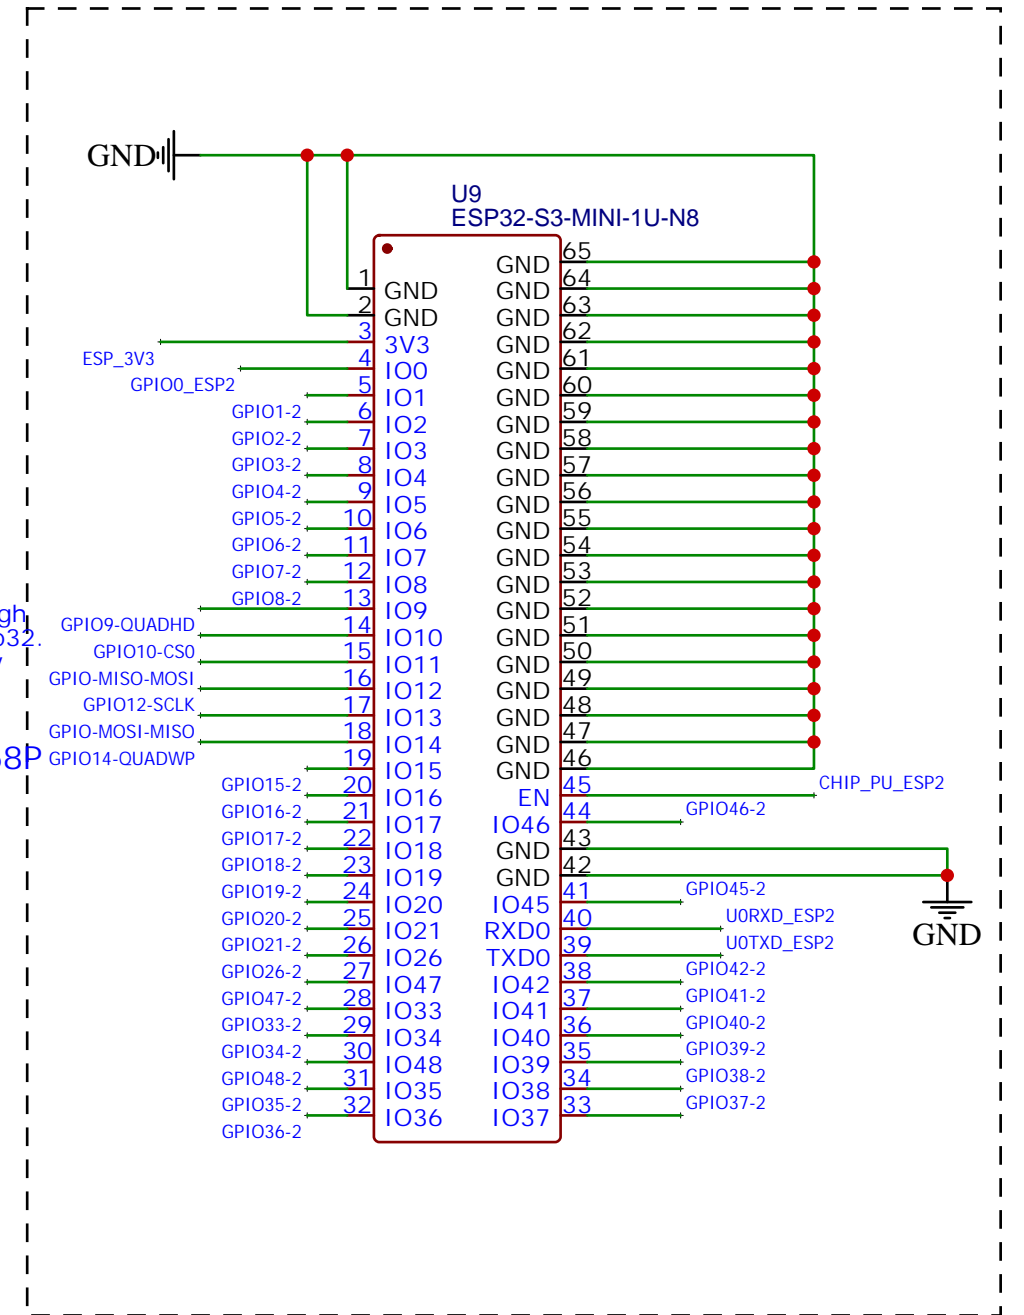 GND
U9
ESP32-S3-MINI-1U-N8
1 GND
2 GND
3 3V3
4 IO0
5 IO1
6 IO2
7 IO3
8 IO4
9 IO5
10 IO6
11 IO7
12 IO8
13 IO9
14 IO10
15 IO11
16 IO12
17 IO13
18 IO14
19 IO15
20 IO16
21 IO17
22 IO18
23 IO19
24 IO20
25 IO21
26 IO26
27 IO47
28 IO33
29 IO34
30 IO48
31 IO35
32 IO36
ESP_3V3
GPIO0_ESP2
GPIO1-2
GPIO2-2
GPIO3-2
GPIO4-2
GPIO5-2
GPIO6-2
GPIO7-2
GPIO8-2
GPIO9-QUADHD
GPIO10-CS0
GPIO-MISO-MOSI
GPIO12-SCLK
GPIO-MOSI-MISO
GPIO14-QUADWP
GPIO15-2
GPIO16-2
GPIO17-2
GPIO18-2
GPIO19-2
GPIO20-2
GPIO21-2
GPIO26-2
GPIO47-2
GPIO33-2
GPIO34-2
GPIO48-2
GPIO35-2
GPIO36-2
GND 65
GND 64
GND 63
GND 62
GND 61
GND 60
GND 59
GND 58
GND 57
GND 56
GND 55
GND 54
GND 53
GND 52
GND 51
GND 50
GND 49
GND 48
GND 47
GND 46
EN 45
IO46 44
GND 43
GND 42
IO45 41
RXD0 40
TXD0 39
IO42 38
IO41 37
IO40 36
IO39 35
IO38 34
IO37 33
CHIP_PU_ESP2
GPIO46-2
GPIO45-2
U0RXD_ESP2
U0TXD_ESP2
GPIO42-2
GPIO41-2
GPIO40-2
GPIO39-2
GPIO38-2
GPIO37-2
GND